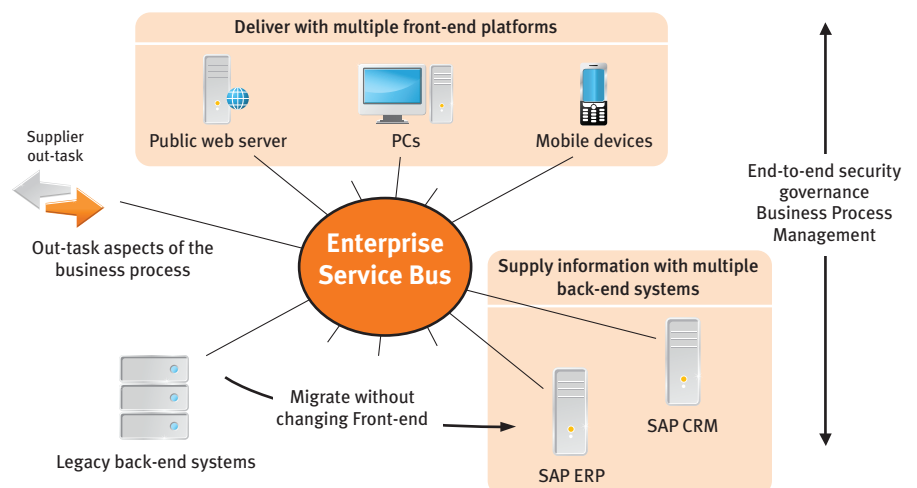 Deliver with multiple front-end platforms
Public web server
PCs
Mobile devices
Supplier
out-task
Out-task aspects of the
business process
Enterprise
Service Bus
End-to-end security
governance
Business Process
Management
Supply information with multiple
back-end systems
Migrate without
changing Front-end
Legacy back-end systems
SAP CRM
SAP ERP